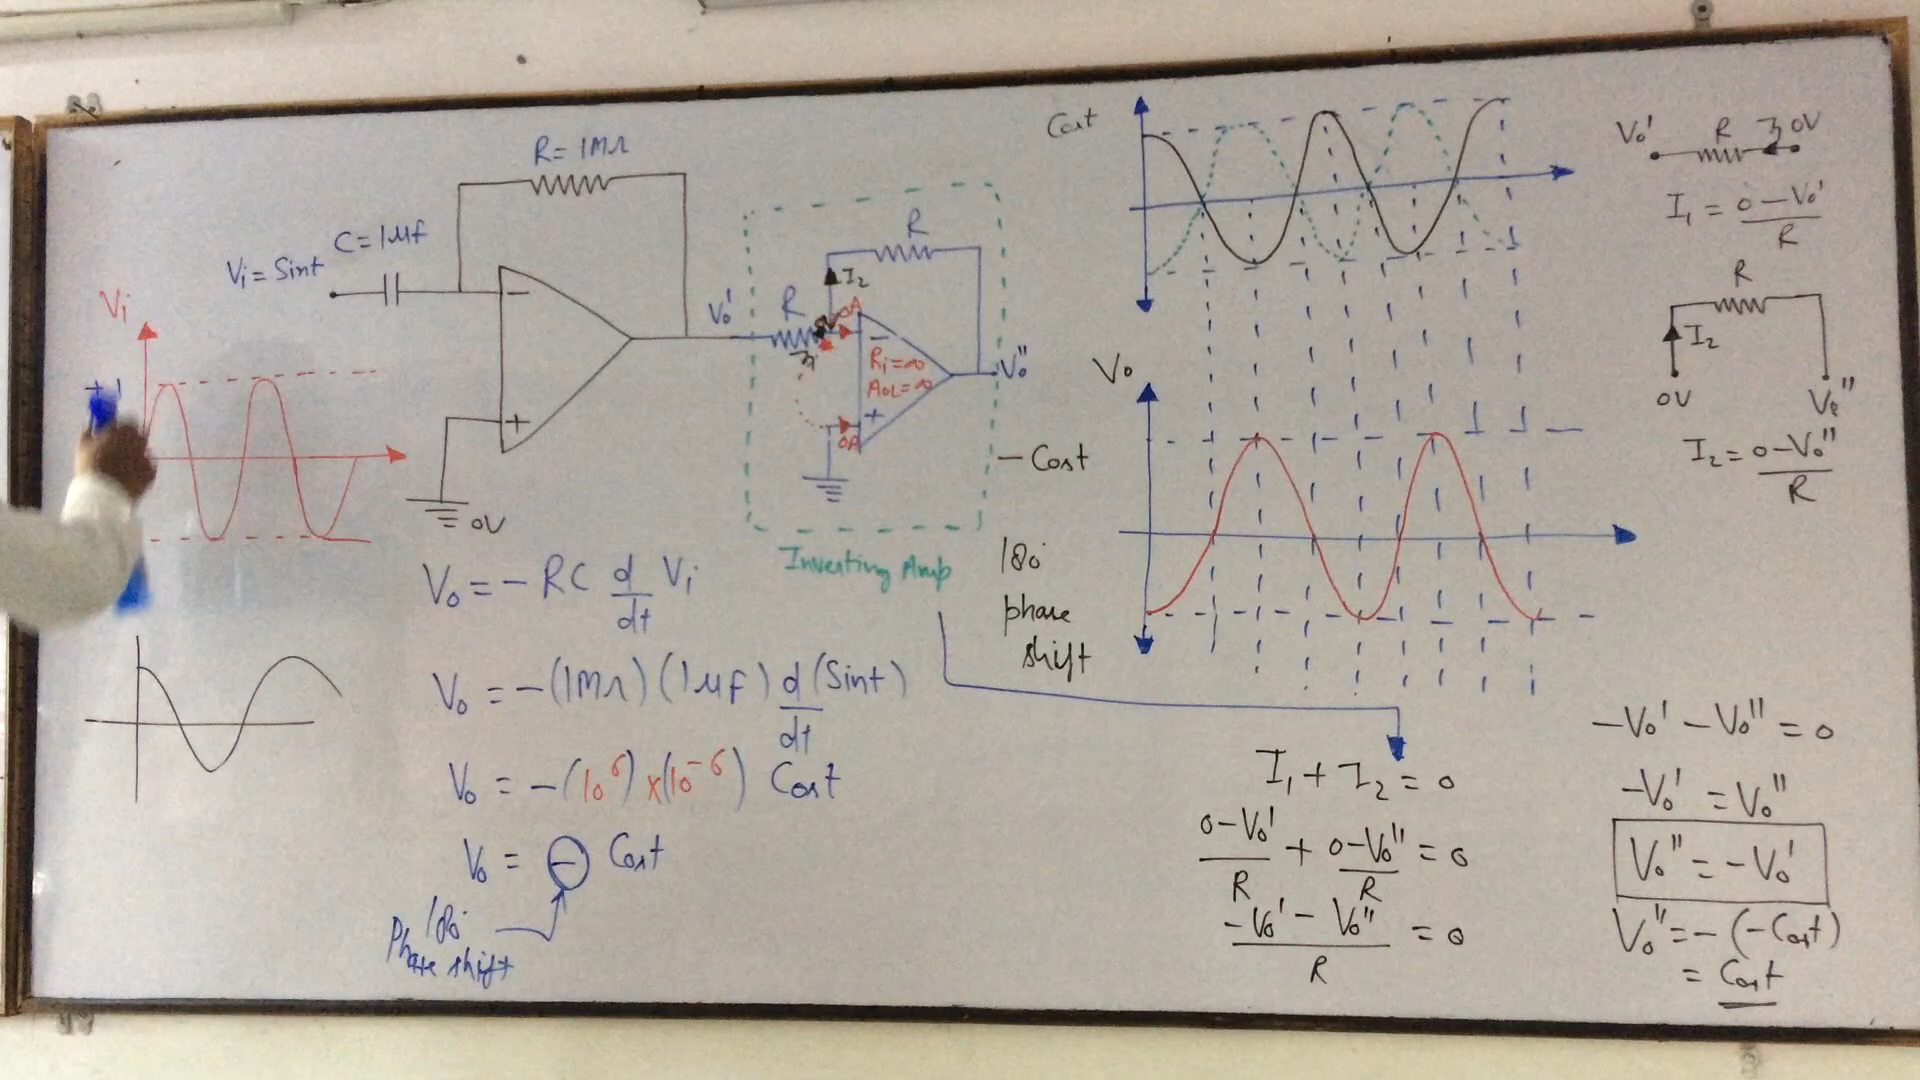 R = 1MΩ
C = 1μf
Vi = Sint
Vi
+1
Vo'
R
I2
R
0A
Ri = ∞
AOL = ∞
0A
Vo"
0V
Inverting Amp
Vo = - RC d/dt Vi
Vo = -(1MΩ)(1μf) d/dt (Sint)
Vo = -(10^6)×(10^-6) Cost
Vo = - Cost
180°
Phase shift
Cost
Vo
- Cost
180°
phase
shift
Vo' R I1 0V
I1 = 0-Vo'/R
R
I2
0V
Vo"
I2 = 0-Vo"/R
I1 + I2 = 0
0-Vo'/R + 0-Vo"/R = 0
-Vo' - Vo"/R = 0
-Vo' - Vo" = 0
-Vo' = Vo"
Vo" = -Vo'
Vo" = -(-Cost)
= Cost